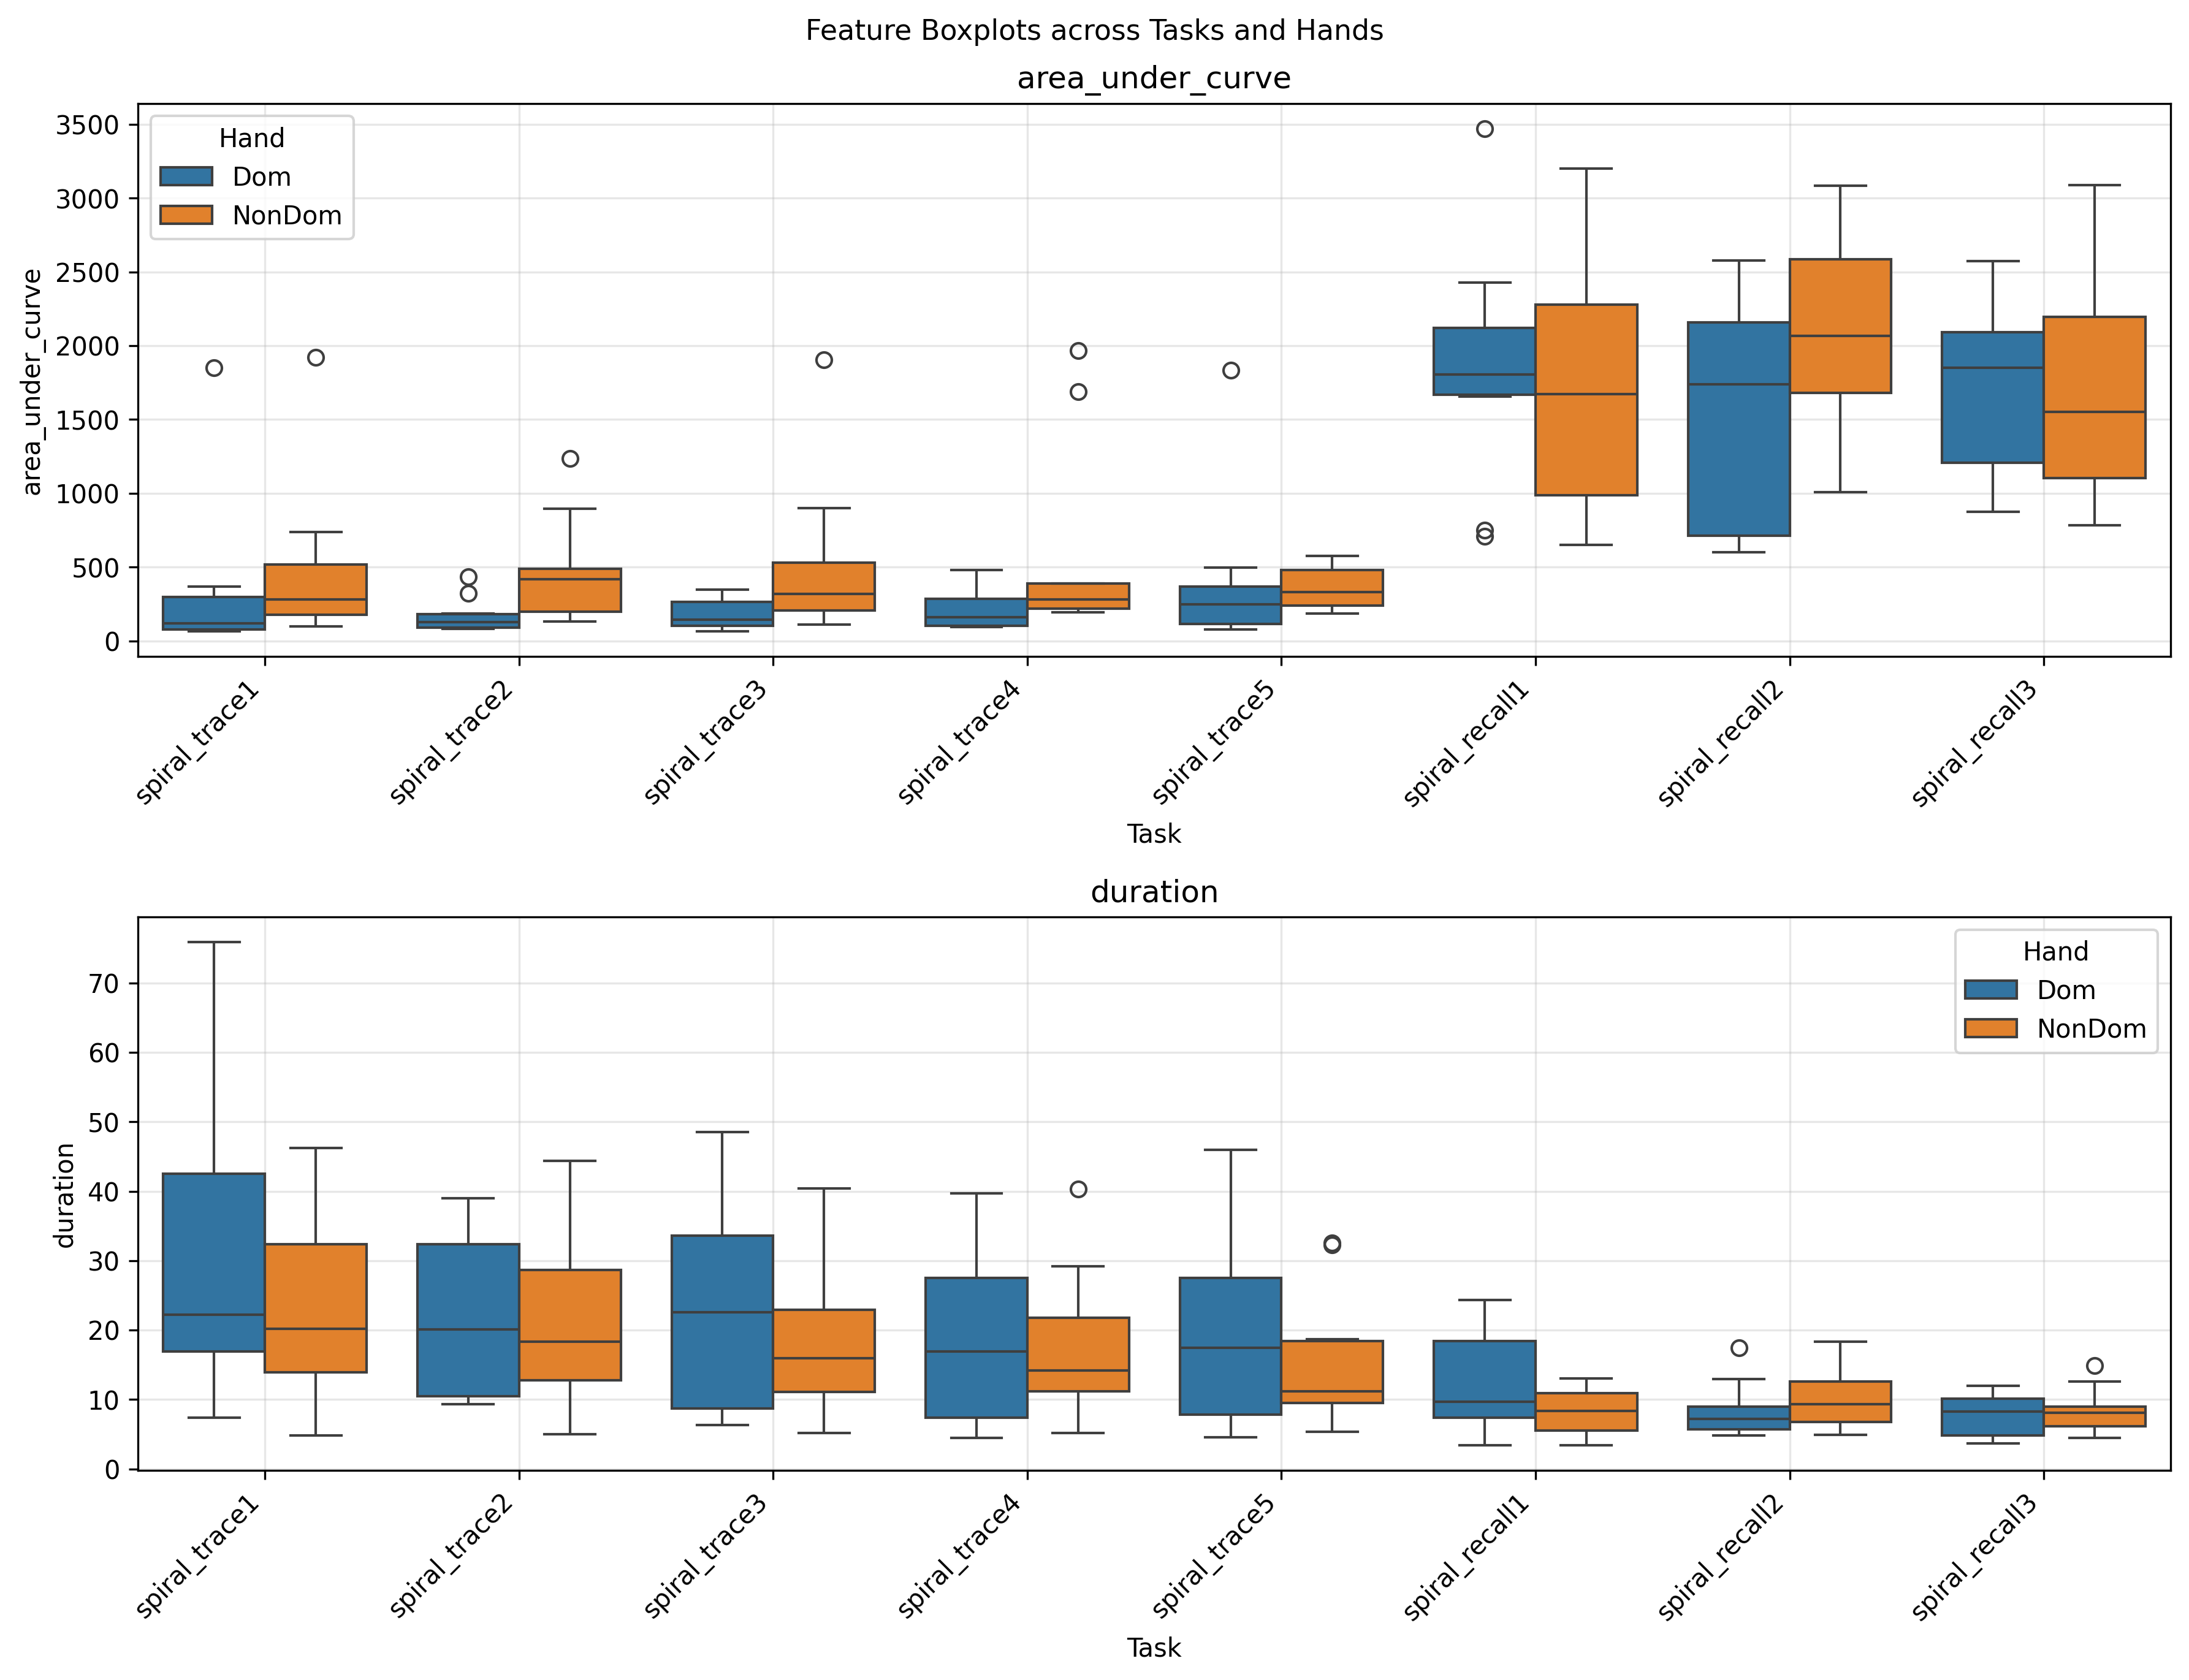 Feature Boxplots across Tasks and Hands
area_under_curve
Hand
Dom
NonDom
area_under_curve
3500
3000
2500
2000
1500
1000
500
0
spiral_trace1
spiral_trace2
spiral_trace3
spiral_trace4
spiral_trace5
spiral_recall1
spiral_recall2
spiral_recall3
Task
duration
Hand
Dom
NonDom
duration
70
60
50
40
30
20
10
0
spiral_trace1
spiral_trace2
spiral_trace3
spiral_trace4
spiral_trace5
spiral_recall1
spiral_recall2
spiral_recall3
Task